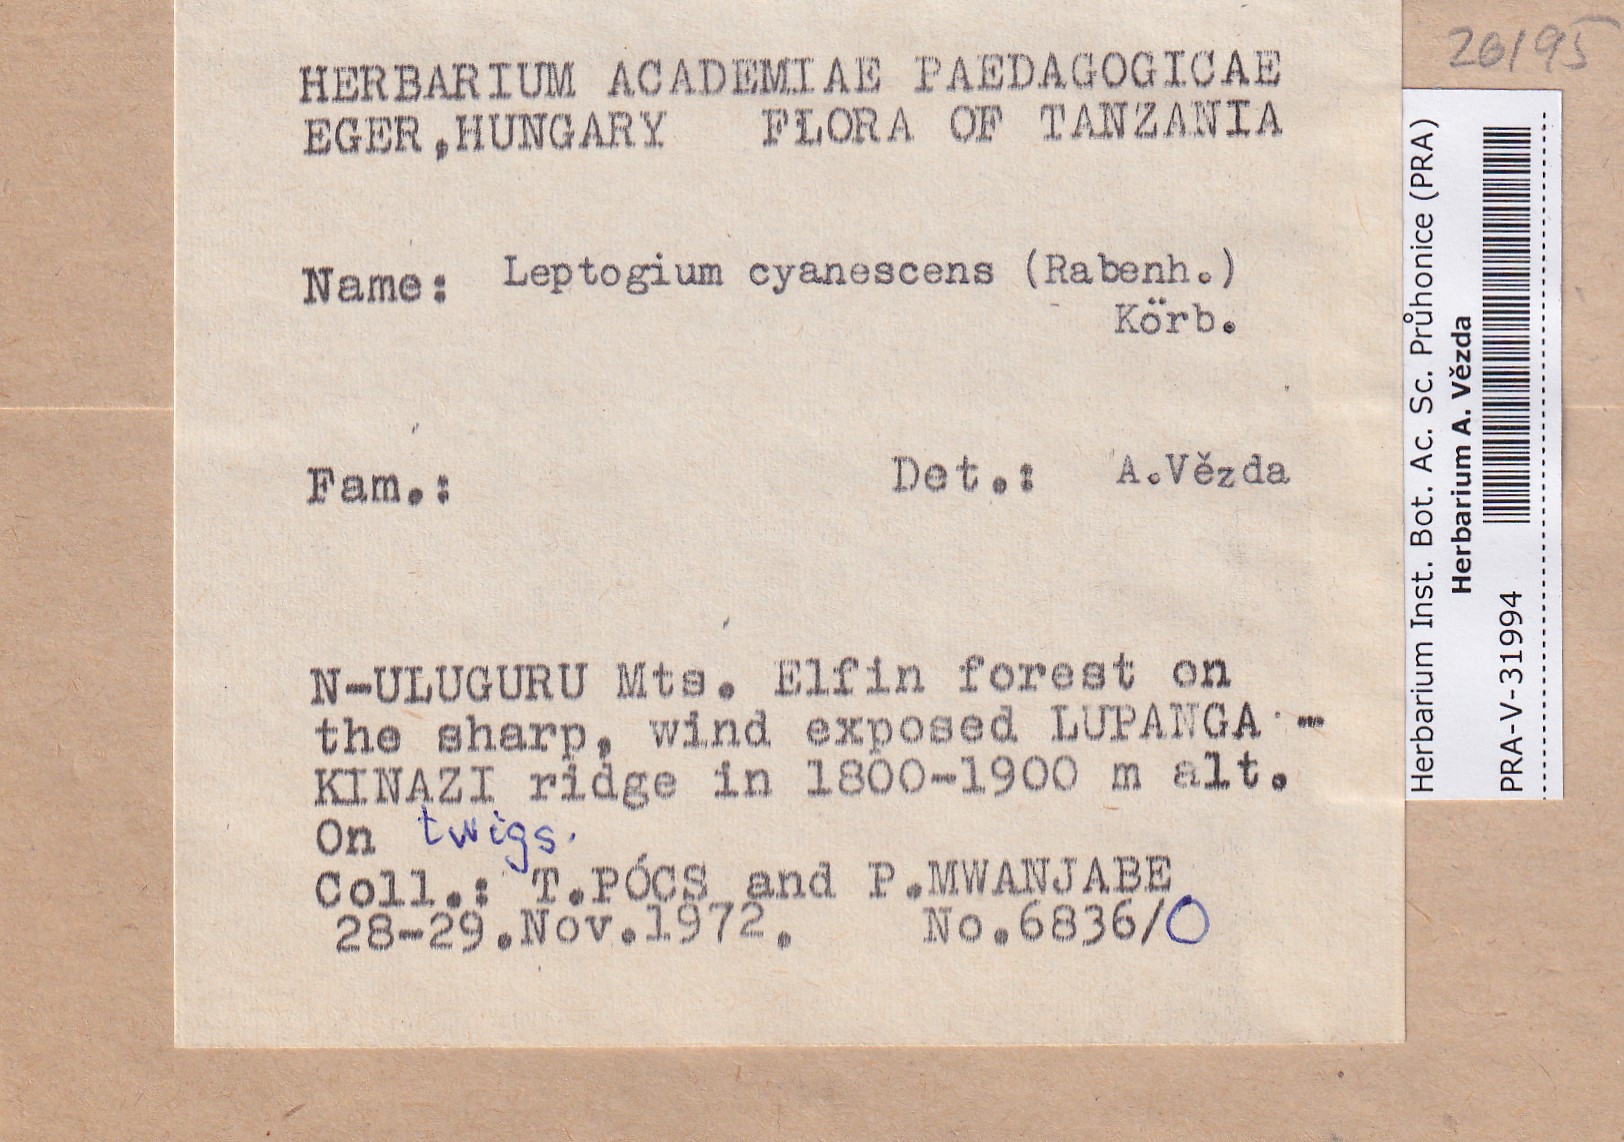 26/95
HERBARIUM ACADEMIAE PAEDAGOGICAE
EGER,HUNGARY FLORA OF TANZANIA
Name: Leptogium cyanescens (Rabenh.)
Körb.
Fam.: Det.: A.Vězda
N-ULUGURU Mts. Elfin forest on
the sharp, wind exposed LUPANGA -
KINAZI ridge in 1800-1900 m alt.
On twigs.
Coll.: T.PÓCS and P.MWANJABE
28-29.Nov.1972. No.6836/O
Herbarium Inst. Bot. Ac. Sc. Průhonice (PRA)
Herbarium A. Vězda
PRA-V-31994